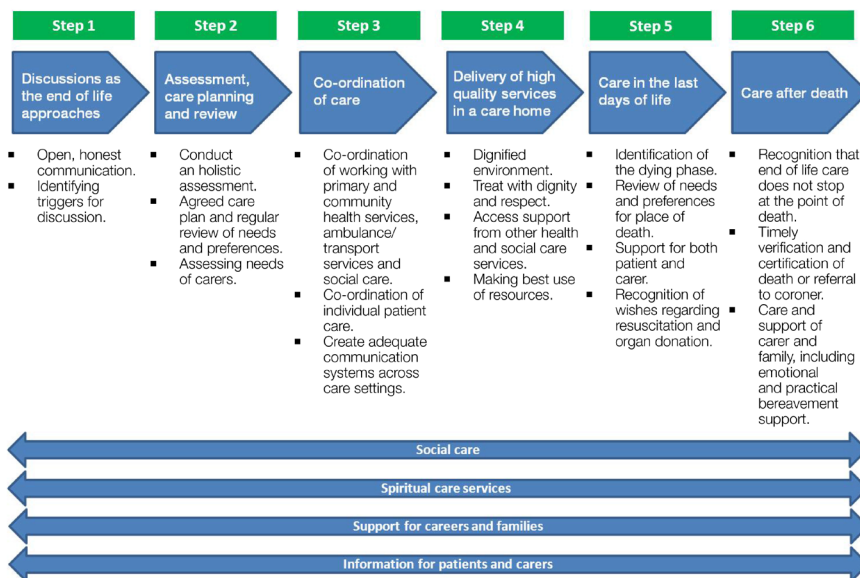 Step 1
Step 2
Step 3
Step 4
Step 5
Step 6
Discussions as
the end of life
approaches
Assessment,
care planning
and review
Co-ordination
of care
Delivery of high
quality services
in a care home
Care in the last
days of life
Care after death
▪ Open, honest
communication.
▪ Identifying
triggers for
discussion.
▪ Conduct
an holistic
assessment.
▪ Agreed care
plan and regular
review of needs
and preferences.
▪ Assessing needs
of carers.
▪ Co-ordination
of working with
primary and
community
health services,
ambulance/
transport
services and
social care.
▪ Co-ordination of
individual patient
care.
▪ Create adequate
communication
systems across
care settings.
▪ Dignified
environment.
▪ Treat with dignity
and respect.
▪ Access support
from other health
and social care
services.
▪ Making best use
of resources.
▪ Identification of
the dying phase.
▪ Review of needs
and preferences
for place of
death.
▪ Support for both
patient and
carer.
▪ Recognition of
wishes regarding
resuscitation and
organ donation.
▪ Recognition that
end of life care
does not stop
at the point of
death.
▪ Timely
verification and
certification of
death or referral
to coroner.
▪ Care and
support of
carer and
family, including
emotional
and practical
bereavement
support.
Social care
Spiritual care services
Support for careers and families
Information for patients and carers